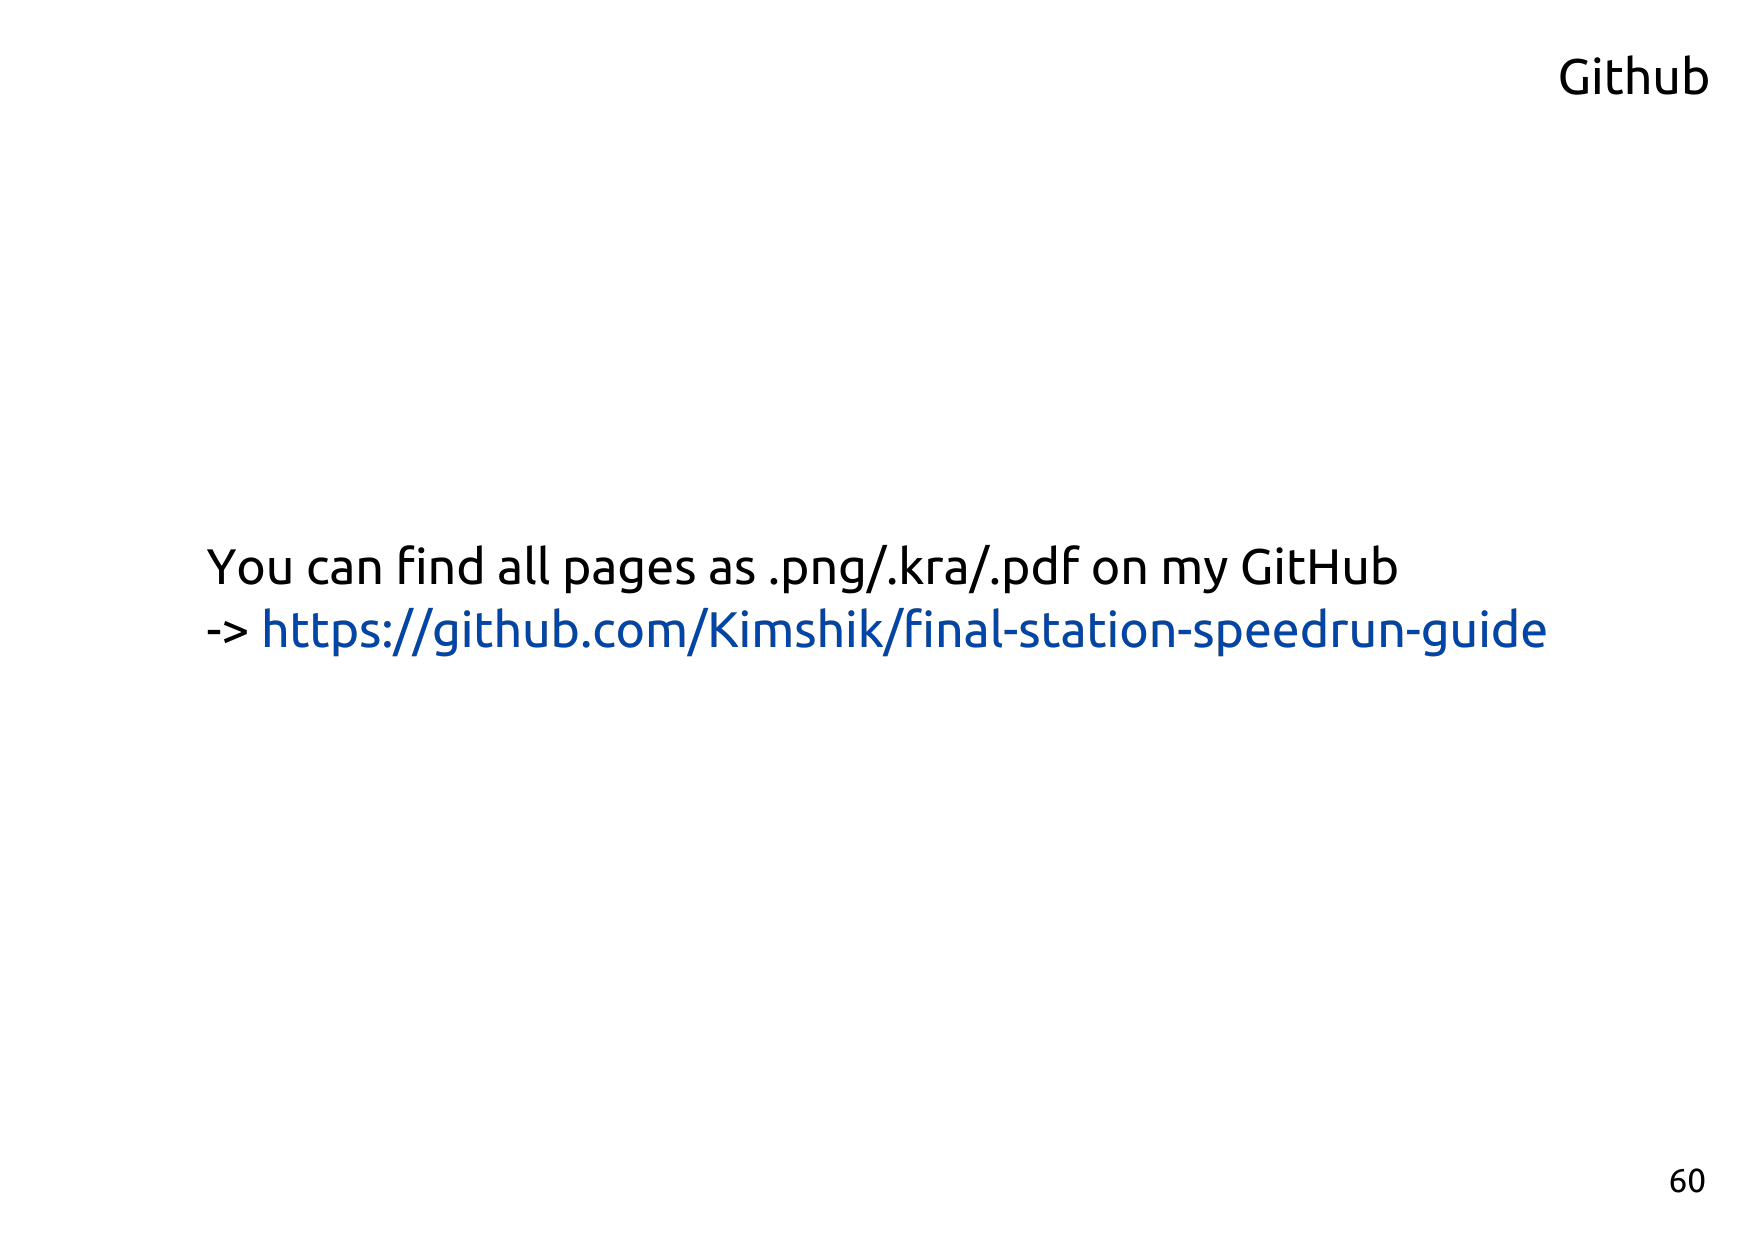 Github
You can find all pages as .png/.kra/.pdf on my GitHub
-> https://github.com/Kimshik/final-station-speedrun-guide
60